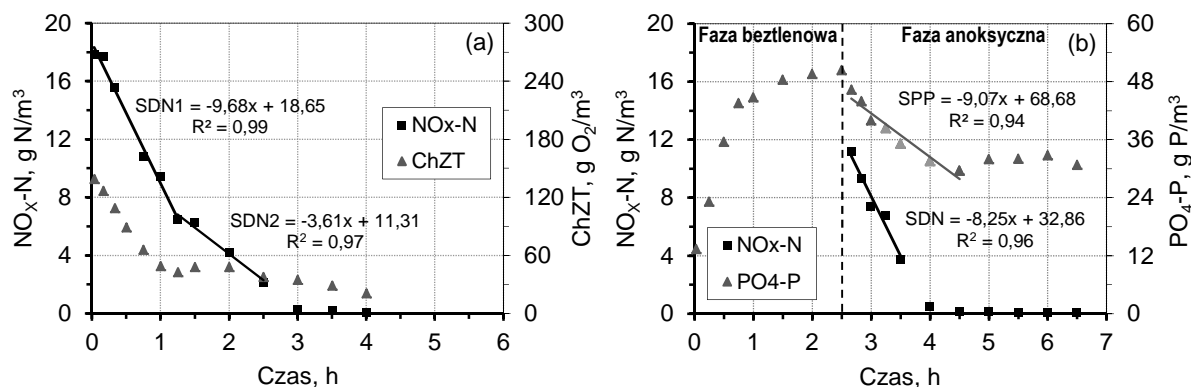 (a)
NOX-N, g N/m³
20
16
12
8
4
0
300
240
180
120
60
0
ChZT, g O2/m³
SDN1 = -9,68x + 18,65
R² = 0,99
NOx-N
ChZT
SDN2 = -3,61x + 11,31
R² = 0,97
0 1 2 3 4 5 6
Czas, h
Faza beztlenowa
Faza anoksyczna
(b)
NOX-N, g N/m³
20
16
12
8
4
0
60
48
36
24
12
0
PO4-P, g P/m³
SPP = -9,07x + 68,68
R² = 0,94
SDN = -8,25x + 32,86
R² = 0,96
NOx-N
PO4-P
0 1 2 3 4 5 6 7
Czas, h